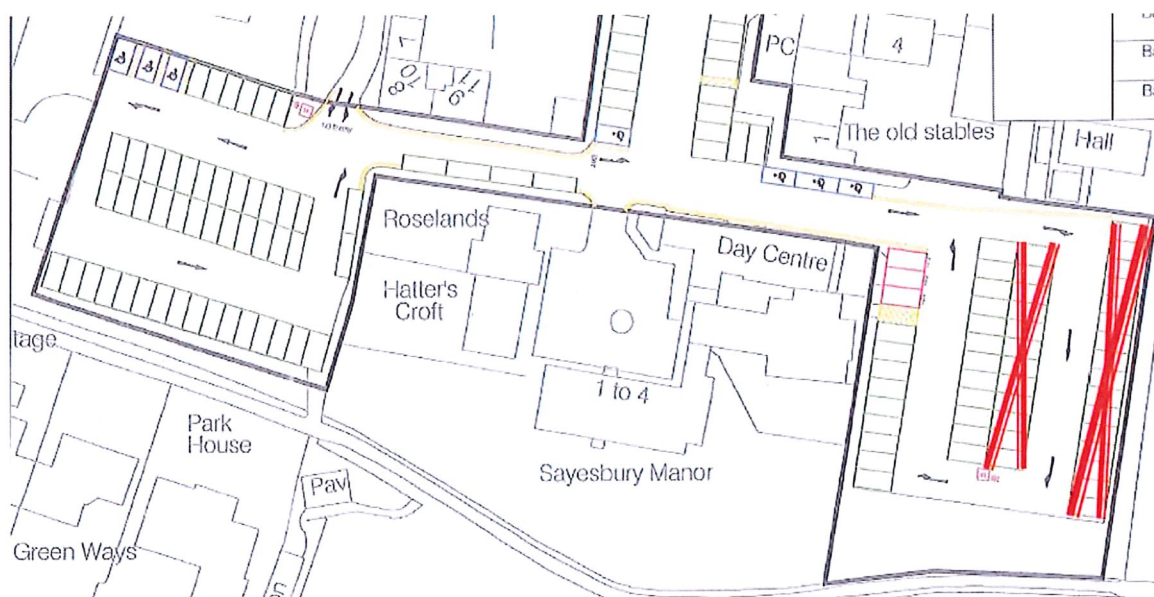 PC
4
7
10
8
11
9
The old stables
1
Hall
Roselands
Day Centre
Hatter's
Croft
tage
1 to 4
Park
House
Sayesbury Manor
Pav
Green Ways